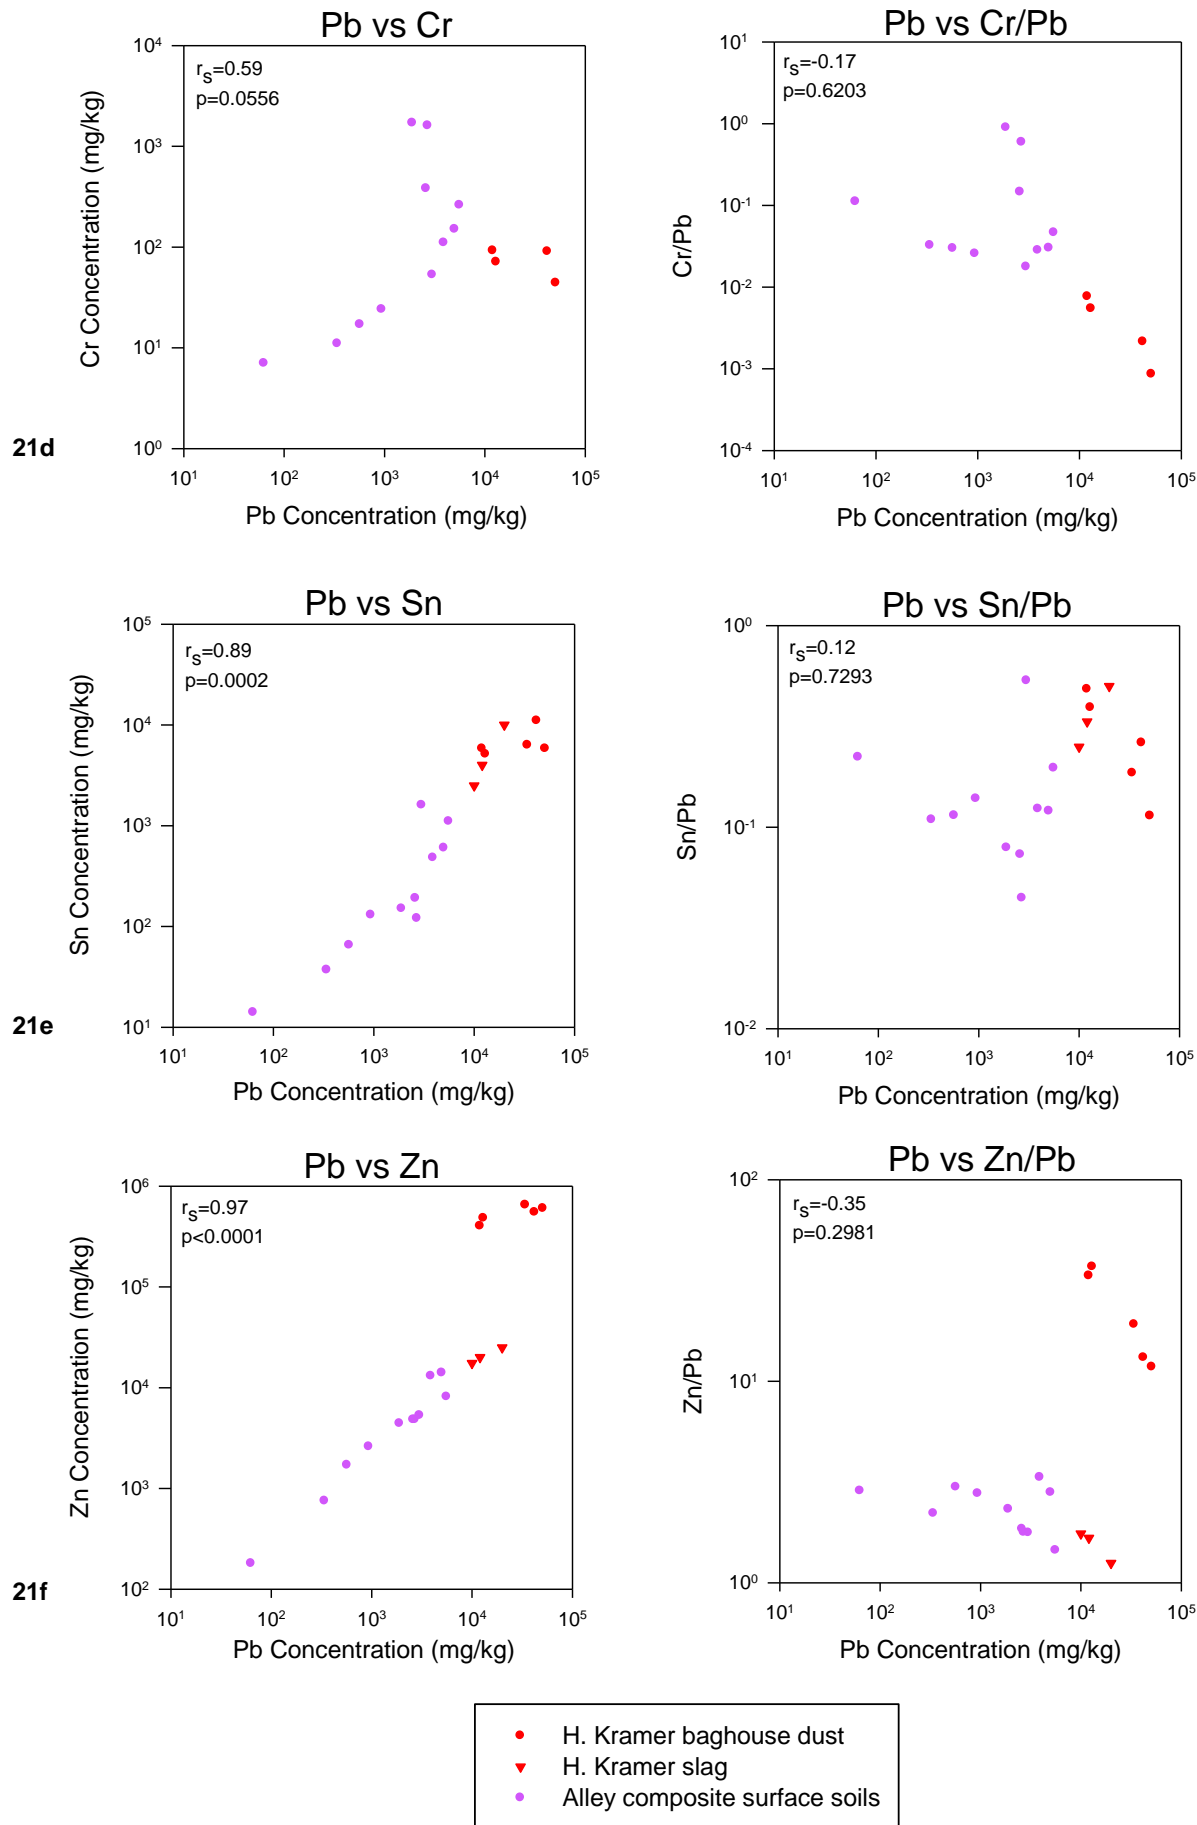 Pb vs Cr
r_S=0.59
p=0.0556
10⁴
10³
10²
10¹
10⁰
Cr Concentration (mg/kg)
10¹ 10² 10³ 10⁴ 10⁵
Pb Concentration (mg/kg)
21d
Pb vs Cr/Pb
r_S=-0.17
p=0.6203
10¹
10⁰
10⁻¹
10⁻²
10⁻³
10⁻⁴
Cr/Pb
10¹ 10² 10³ 10⁴ 10⁵
Pb Concentration (mg/kg)
Pb vs Sn
r_S=0.89
p=0.0002
10⁵
10⁴
10³
10²
10¹
Sn Concentration (mg/kg)
10¹ 10² 10³ 10⁴ 10⁵
Pb Concentration (mg/kg)
21e
Pb vs Sn/Pb
r_S=0.12
p=0.7293
10⁰
10⁻¹
10⁻²
Sn/Pb
10¹ 10² 10³ 10⁴ 10⁵
Pb Concentration (mg/kg)
Pb vs Zn
r_S=0.97
p<0.0001
10⁶
10⁵
10⁴
10³
10²
Zn Concentration (mg/kg)
10¹ 10² 10³ 10⁴ 10⁵
Pb Concentration (mg/kg)
21f
Pb vs Zn/Pb
r_S=-0.35
p=0.2981
10²
10¹
10⁰
Zn/Pb
10¹ 10² 10³ 10⁴ 10⁵
Pb Concentration (mg/kg)
H. Kramer baghouse dust
H. Kramer slag
Alley composite surface soils